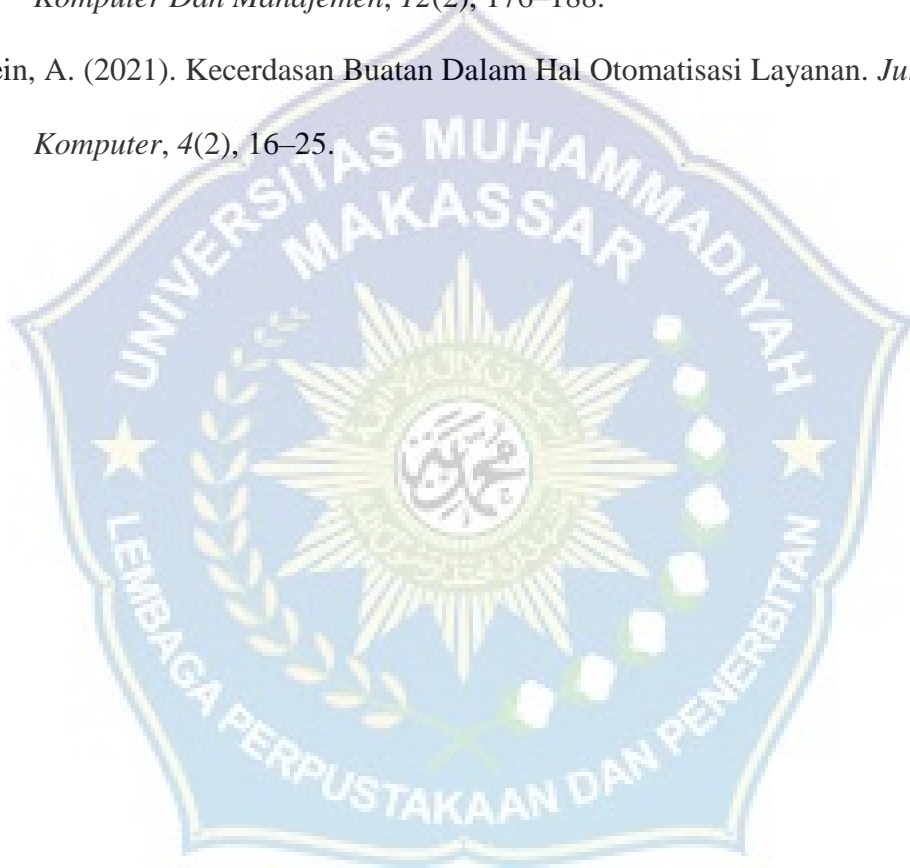 Komputer Dan Manajemen, 12(2), 176–188.
ein, A. (2021). Kecerdasan Buatan Dalam Hal Otomatisasi Layanan. Ju
Komputer, 4(2), 16–25.
UNIVERSITAS MUHAMMADIYAH
MAKASSAR
LEMBAGA PERPUSTAKAAN DAN PENERBITAN